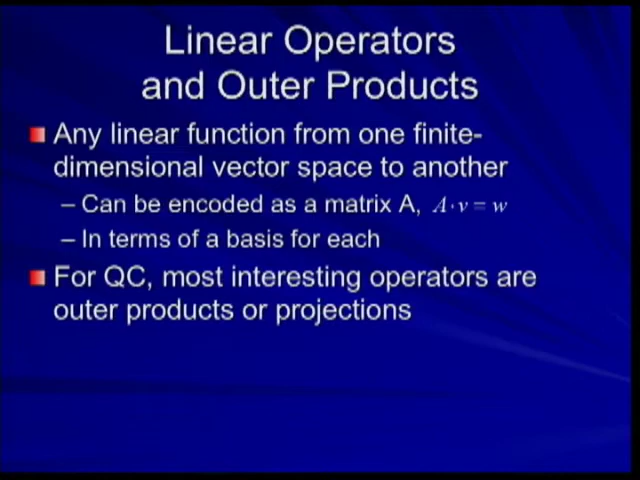 Linear Operators
and Outer Products
Any linear function from one finite-
dimensional vector space to another
– Can be encoded as a matrix A, A · v = w
– In terms of a basis for each
For QC, most interesting operators are
outer products or projections